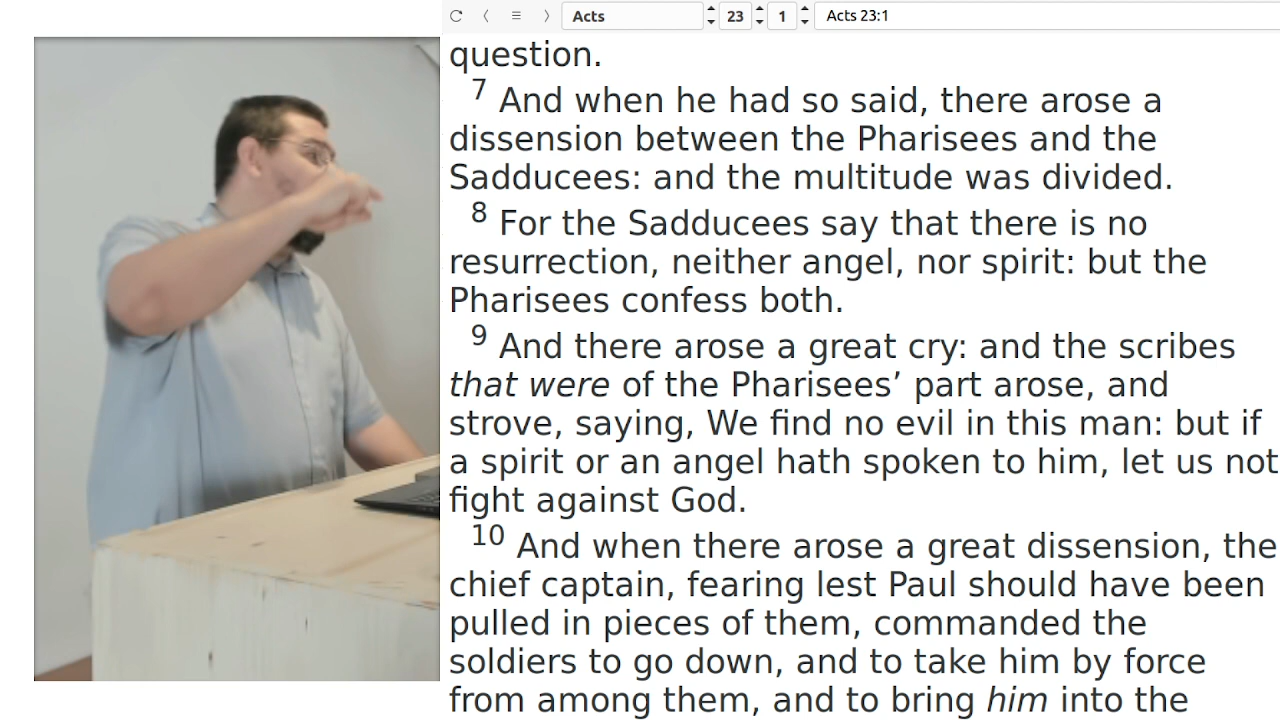 Acts 23 1 Acts 23:1
question.
7 And when he had so said, there arose a
dissension between the Pharisees and the
Sadducees: and the multitude was divided.
8 For the Sadducees say that there is no
resurrection, neither angel, nor spirit: but the
Pharisees confess both.
9 And there arose a great cry: and the scribes
that were of the Pharisees’ part arose, and
strove, saying, We find no evil in this man: but if
a spirit or an angel hath spoken to him, let us not
fight against God.
10 And when there arose a great dissension, the
chief captain, fearing lest Paul should have been
pulled in pieces of them, commanded the
soldiers to go down, and to take him by force
from among them, and to bring him into the